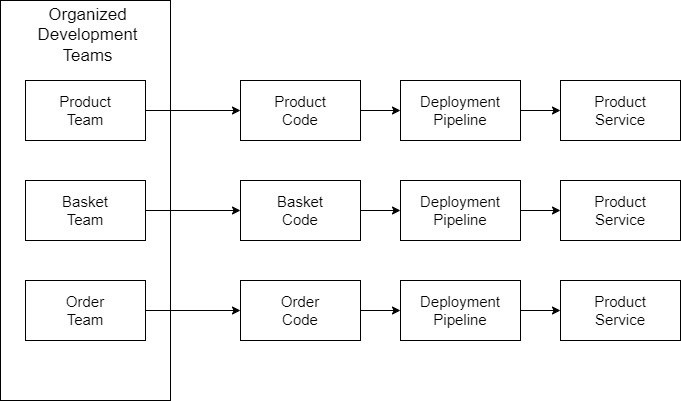 Organized
Development
Teams
Product
Team
Product
Code
Deployment
Pipeline
Product
Service
Basket
Team
Basket
Code
Deployment
Pipeline
Product
Service
Order
Team
Order
Code
Deployment
Pipeline
Product
Service